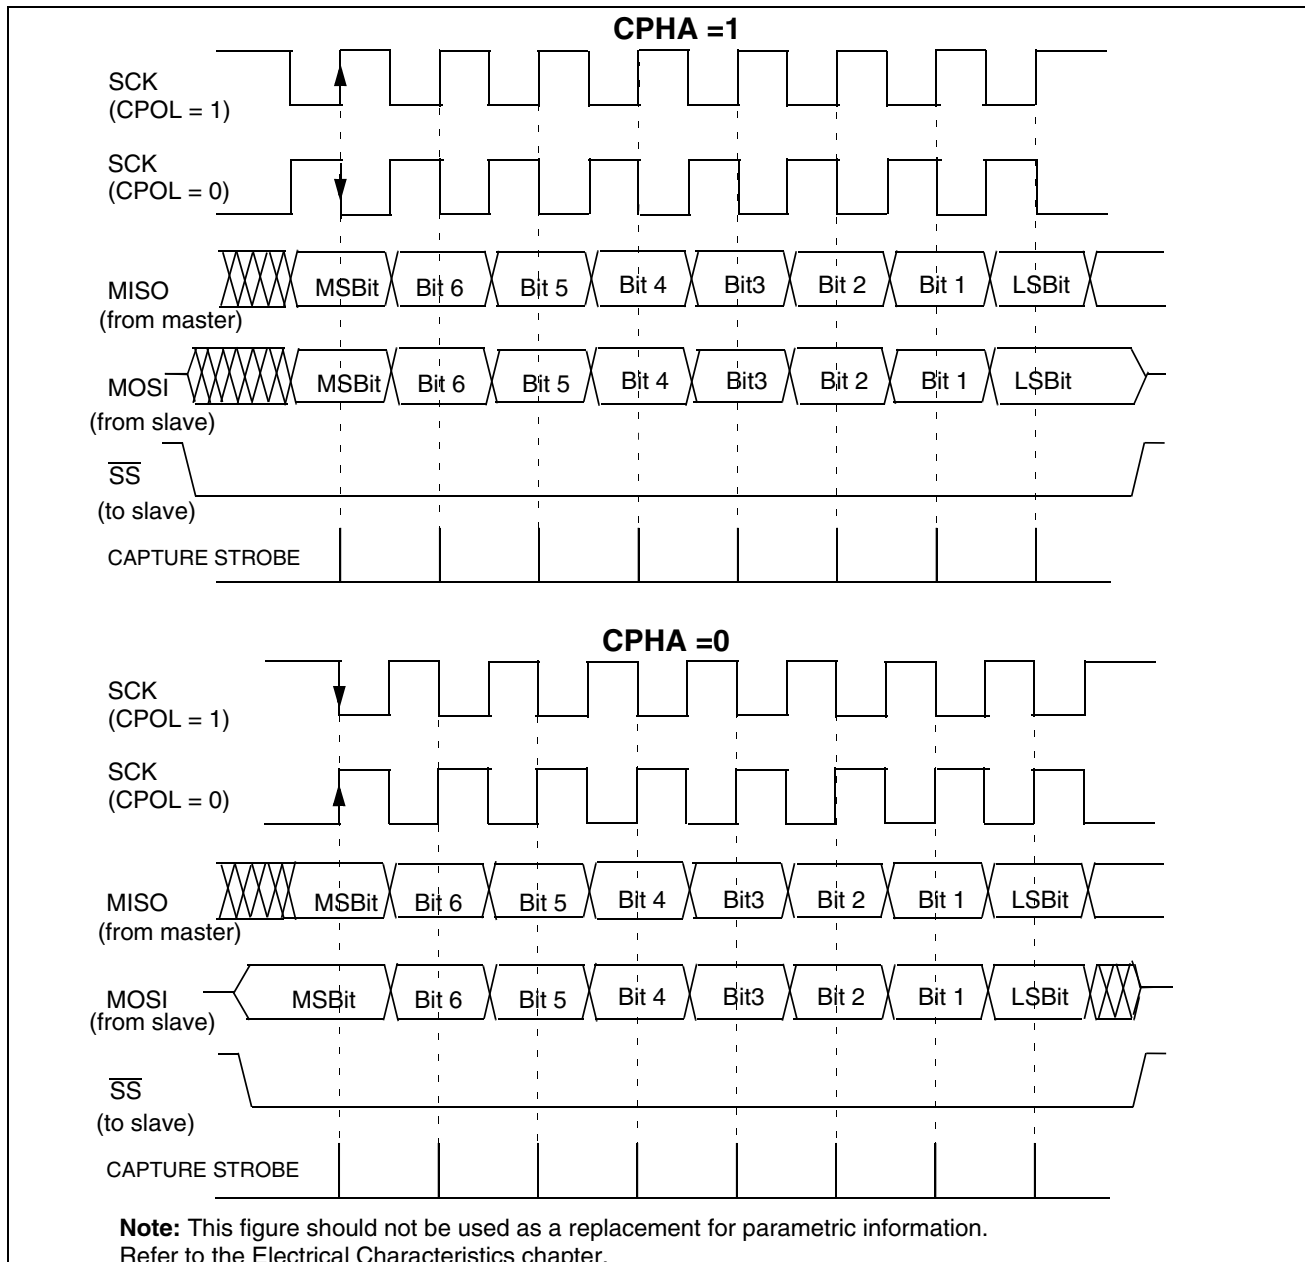 CPHA =1
SCK
(CPOL = 1)
SCK
(CPOL = 0)
MISO
(from master)
MSBit Bit 6 Bit 5 Bit 4 Bit3 Bit 2 Bit 1 LSBit
MOSI
(from slave)
MSBit Bit 6 Bit 5 Bit 4 Bit3 Bit 2 Bit 1 LSBit
SS
(to slave)
CAPTURE STROBE
CPHA =0
SCK
(CPOL = 1)
SCK
(CPOL = 0)
MISO
(from master)
MSBit Bit 6 Bit 5 Bit 4 Bit3 Bit 2 Bit 1 LSBit
MOSI
(from slave)
MSBit Bit 6 Bit 5 Bit 4 Bit3 Bit 2 Bit 1 LSBit
SS
(to slave)
CAPTURE STROBE
Note: This figure should not be used as a replacement for parametric information.
Refer to the Electrical Characteristics chapter.